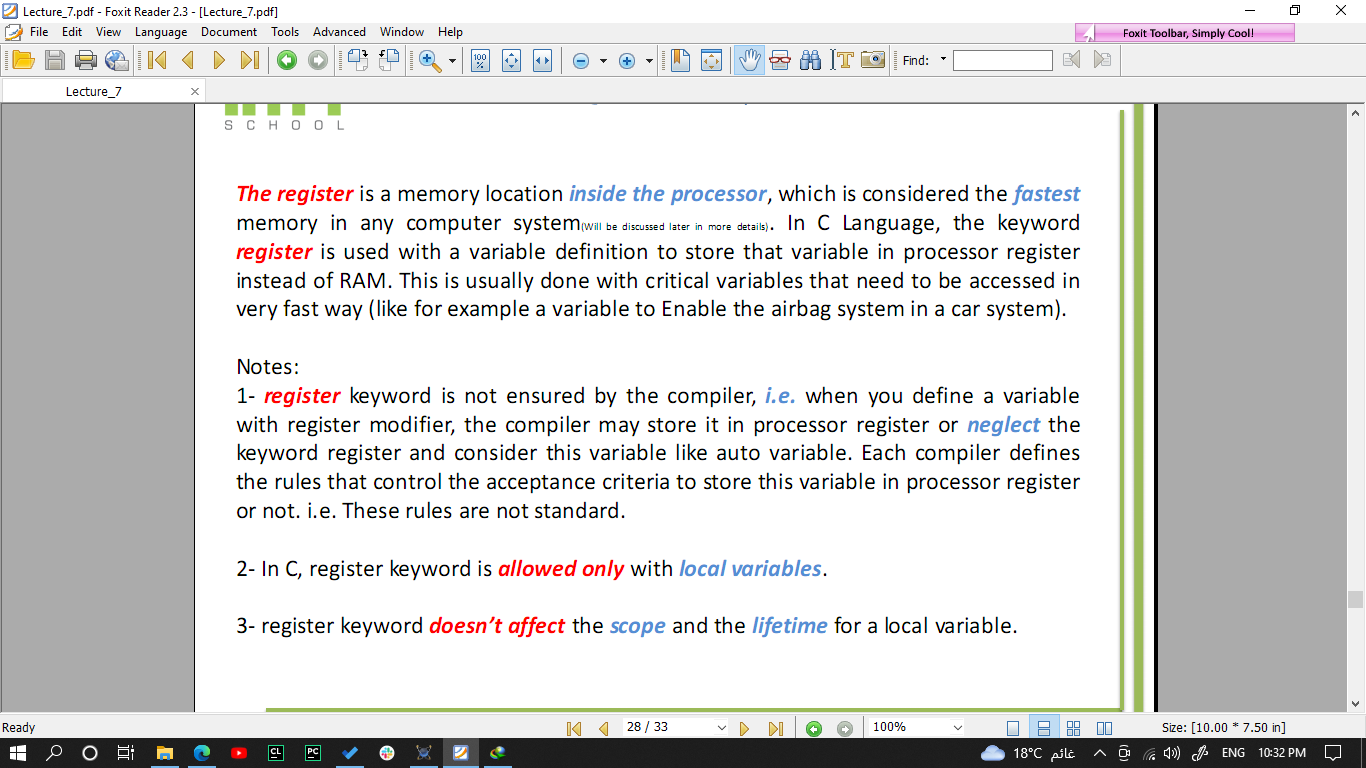 Lecture_7.pdf - Foxit Reader 2.3 - [Lecture_7.pdf]
File Edit View Language Document Tools Advanced Window Help
Foxit Toolbar, Simply Cool!
100 %
Find:
Lecture_7
SCHOOL
The register is a memory location inside the processor, which is considered the fastest
memory in any computer system(Will be discussed later in more details). In C Language, the keyword
register is used with a variable definition to store that variable in processor register
instead of RAM. This is usually done with critical variables that need to be accessed in
very fast way (like for example a variable to Enable the airbag system in a car system).
Notes:
1- register keyword is not ensured by the compiler, i.e. when you define a variable
with register modifier, the compiler may store it in processor register or neglect the
keyword register and consider this variable like auto variable. Each compiler defines
the rules that control the acceptance criteria to store this variable in processor register
or not. i.e. These rules are not standard.
2- In C, register keyword is allowed only with local variables.
3- register keyword doesn’t affect the scope and the lifetime for a local variable.
Ready
28 / 33
100%
Size: [10.00 * 7.50 in]
CL
PC
18°C غائم
ENG
10:32 PM